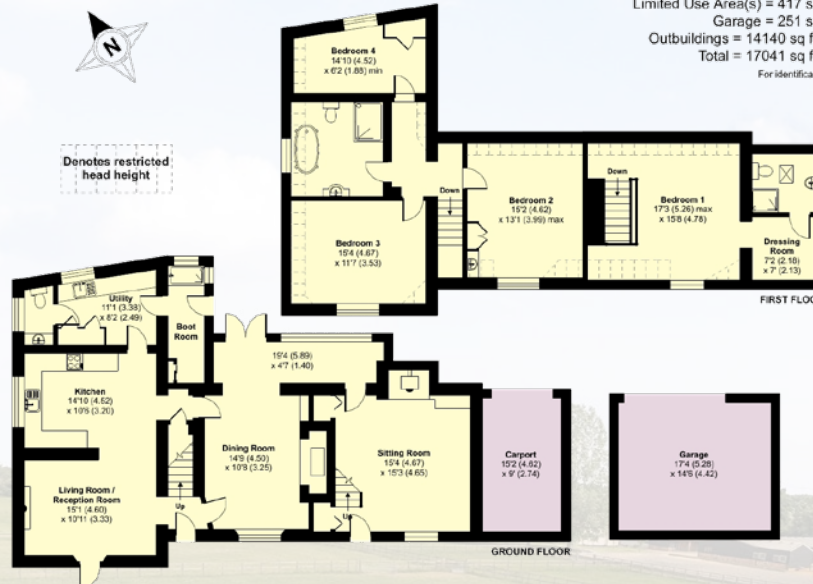 Limited Use Area(s) = 417 s
Garage = 251 s
Outbuildings = 14140 sq f
Total = 17041 sq f
For identifica
N
Denotes restricted
head height
Bedroom 4
14'10 (4.52)
x 6'2 (1.88) min
Down
Bedroom 2
15'2 (4.62)
x 13'1 (3.99) max
Down
Bedroom 1
17'3 (5.26) max
x 15'8 (4.78)
Bedroom 3
15'4 (4.67)
x 11'7 (3.53)
Dressing
Room
7'2 (2.18)
x 7' (2.13)
FIRST FLOO
Utility
11'1 (3.38)
x 8'2 (2.49)
Boot
Room
19'4 (5.89)
x 4'7 (1.40)
Kitchen
14'10 (4.52)
x 10'6 (3.20)
Dining Room
14'9 (4.50)
x 10'8 (3.25)
Sitting Room
15'4 (4.67)
x 15'3 (4.65)
Carport
15'2 (4.62)
x 9' (2.74)
Garage
17'4 (5.28)
x 14'6 (4.42)
Living Room /
Reception Room
15'1 (4.60)
x 10'11 (3.33)
Up
Up
GROUND FLOOR